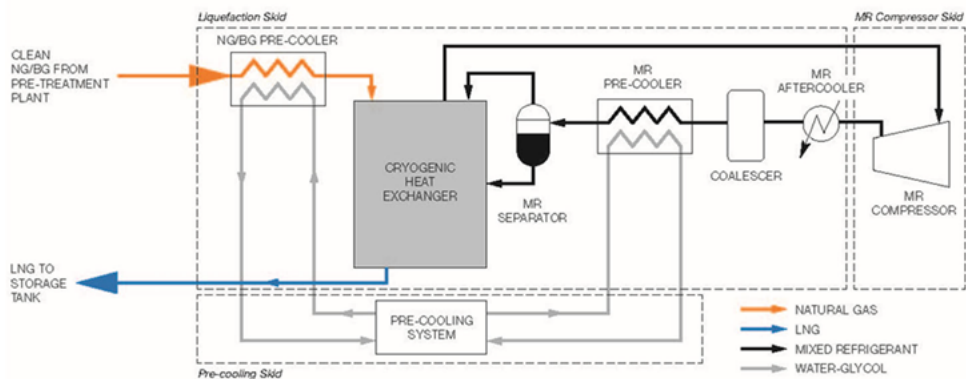 Liquefaction Skid
MR Compressor Skid
NG/BG PRE-COOLER
CLEAN
NG/BG FROM
PRE-TREATMENT
PLANT
MR
PRE-COOLER
MR
AFTERCOOLER
CRYOGENIC
HEAT
EXCHANGER
MR
SEPARATOR
COALESCER
MR
COMPRESSOR
LNG TO
STORAGE
TANK
PRE-COOLING
SYSTEM
NATURAL GAS
LNG
MIXED REFRIGERANT
WATER-GLYCOL
Pre-cooling Skid